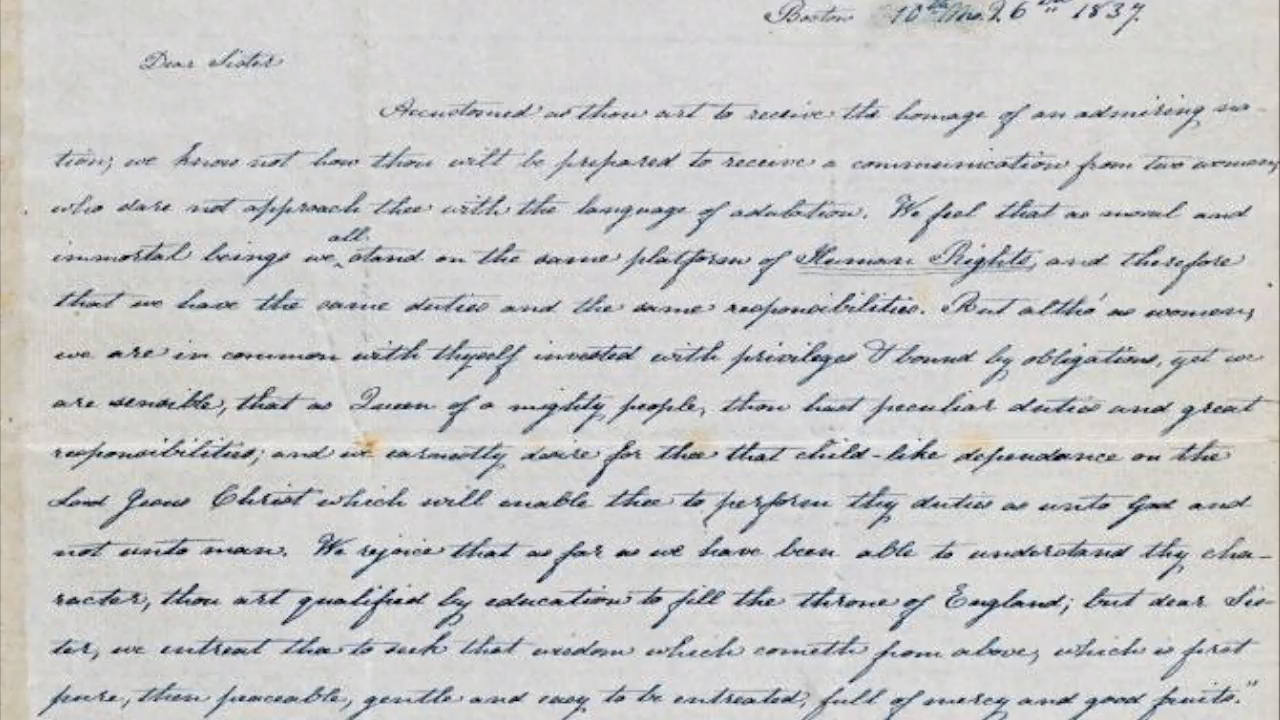 Boston 10th Mo. 26" 1837.
Dear Sister
Accustomed as thou art to receive the homage of an admiring na-
tion, we know not how thou will be prepared to receive a communication from two women,
who dare not approach thee with the language of adulation. We feel that as moral and
all
immortal beings we ‸ stand on the same platform of Human Rights, and therefore
that we have the same duties and the same responsibilities. But altho' as women,
we are in common with thyself invested with privileges & bound by obligations, yet we
are sensible, that as Queen of a mighty people, thou hast peculiar duties and great
responsibilities; and we earnestly desire for thee that child-like dependance on the
Lord Jesus Christ which will enable thee to perform thy duties as unto God and
not unto man. We rejoice that as far as we have been able to understand thy cha-
racter, thou art qualified by education to fill the throne of England; but dear Sis-
ter, we entreat thee to seek that wisdom which cometh from above, which is first
pure, then peaceable, gentle and easy to be entreated, full of mercy and good fruits."